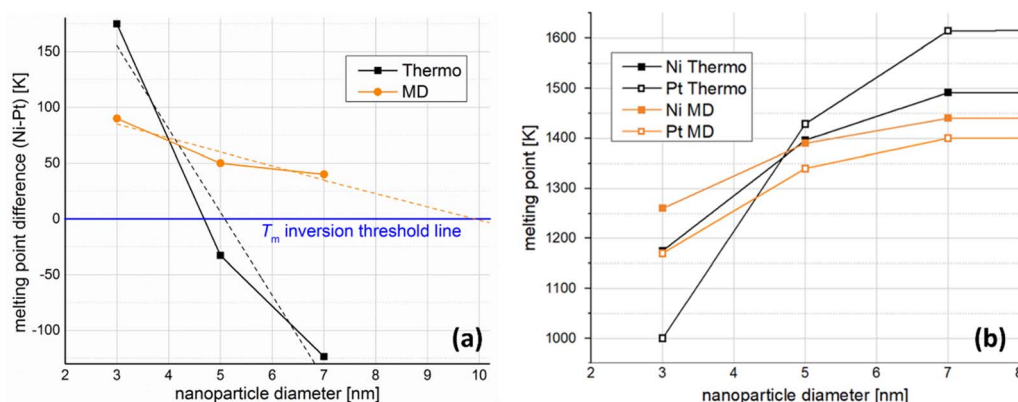 melting point difference (Ni-Pt) [K]
150
100
50
0
-50
-100
Thermo
MD
Tm inversion threshold line
(a)
2 3 4 5 6 7 8 9 10
nanoparticle diameter [nm]
melting point [K]
1600
1500
1400
1300
1200
1100
1000
Ni Thermo
Pt Thermo
Ni MD
Pt MD
(b)
2 3 4 5 6 7 8
nanoparticle diameter [nm]